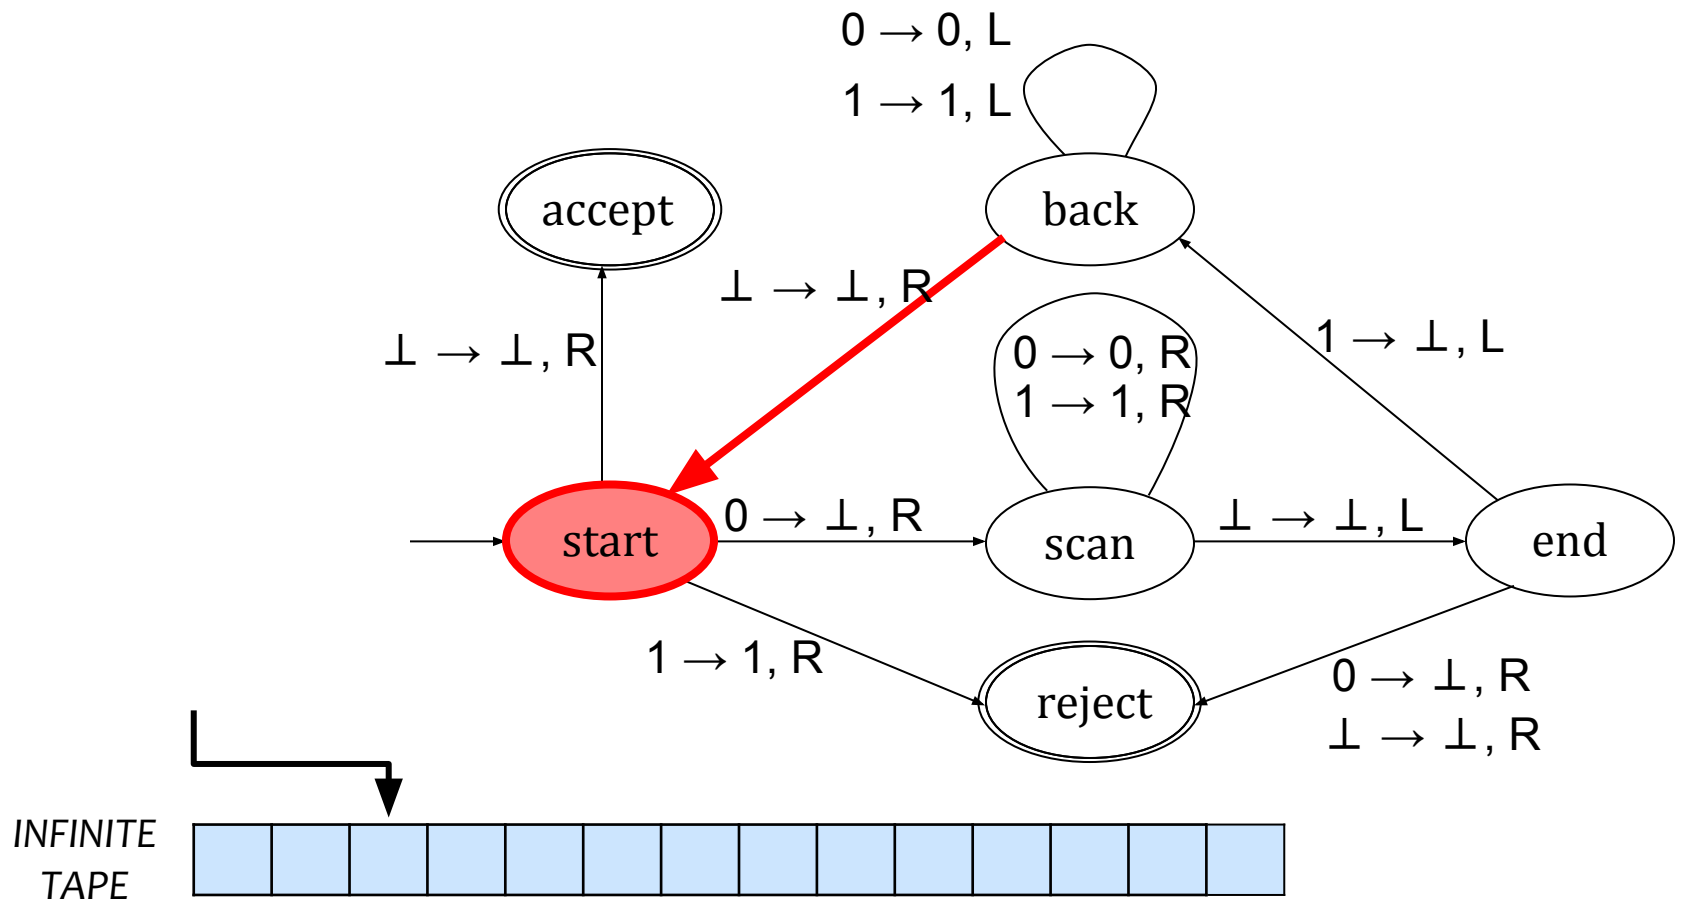 0 → 0, L
1 → 1, L
accept
back
⊥ → ⊥, R
⊥ → ⊥, R
0 → 0, R
1 → 1, R
1 → ⊥, L
start
0 → ⊥, R
scan
⊥ → ⊥, L
end
1 → 1, R
reject
0 → ⊥, R
⊥ → ⊥, R
INFINITE
TAPE